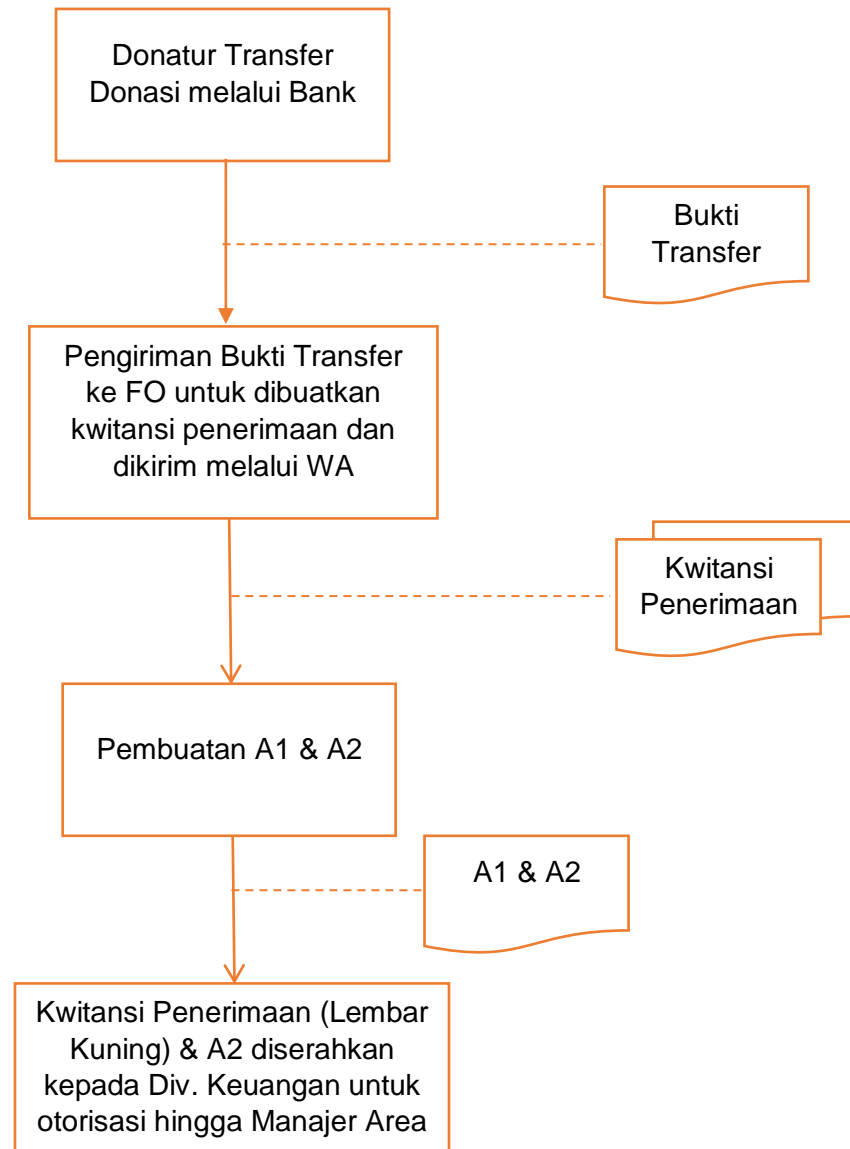 Donatur Transfer
Donasi melalui Bank
Bukti
Transfer
Pengiriman Bukti Transfer
ke FO untuk dibuatkan
kwitansi penerimaan dan
dikirim melalui WA
Kwitansi
Penerimaan
Pembuatan A1 & A2
A1 & A2
Kwitansi Penerimaan (Lembar
Kuning) & A2 diserahkan
kepada Div. Keuangan untuk
otorisasi hingga Manajer Area